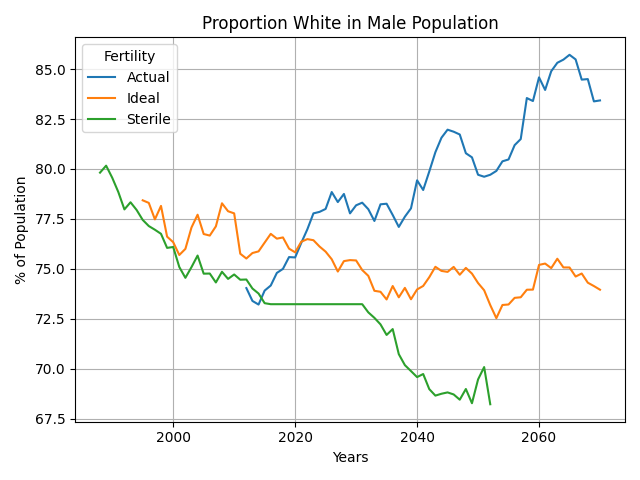 Proportion White in Male Population
Fertility
Actual
Ideal
Sterile
% of Population
85.0
82.5
80.0
77.5
75.0
72.5
70.0
67.5
2000 2020 2040 2060
Years